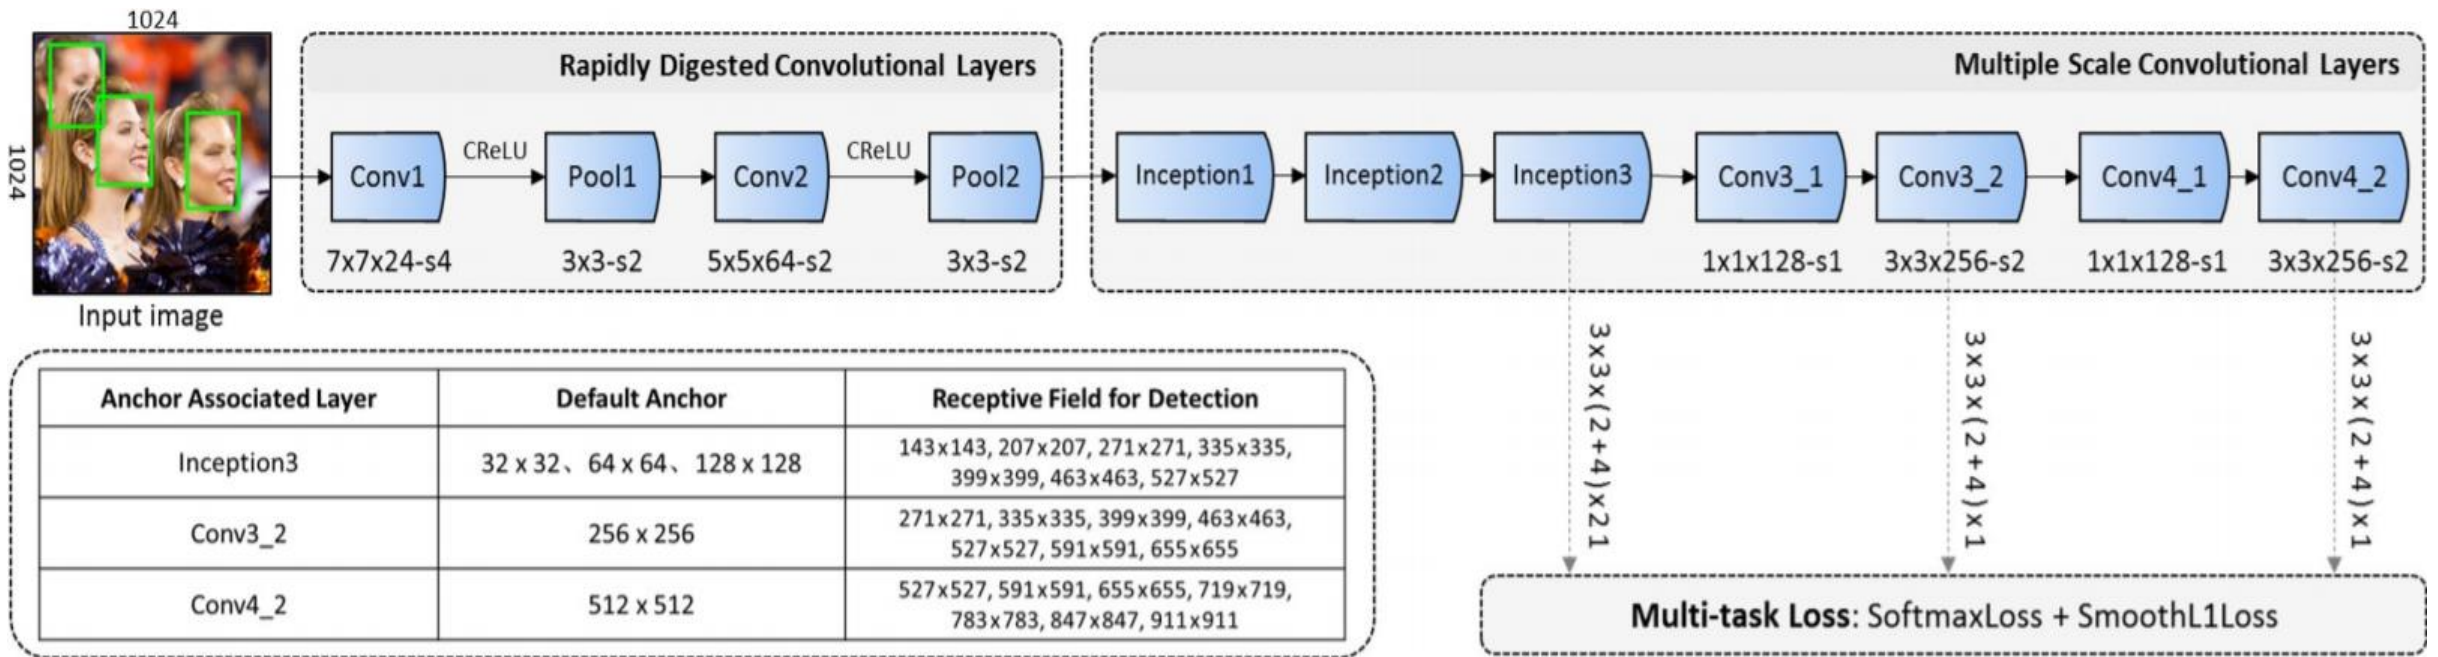 1024
1024
Input image
Rapidly Digested Convolutional Layers
Conv1
CReLU
Pool1
Conv2
CReLU
Pool2
7x7x24-s4
3x3-s2
5x5x64-s2
3x3-s2
Multiple Scale Convolutional Layers
Inception1
Inception2
Inception3
Conv3_1
Conv3_2
Conv4_1
Conv4_2
1x1x128-s1
3x3x256-s2
1x1x128-s1
3x3x256-s2
3x3x(2+4)x21
3x3x(2+4)x1
3x3x(2+4)x1
Anchor Associated Layer
Default Anchor
Receptive Field for Detection
Inception3
32 x 32、64 x 64、128 x 128
143x143, 207x207, 271x271, 335x335,
399x399, 463x463, 527x527
Conv3_2
256 x 256
271x271, 335x335, 399x399, 463x463,
527x527, 591x591, 655x655
Conv4_2
512 x 512
527x527, 591x591, 655x655, 719x719,
783x783, 847x847, 911x911
Multi-task Loss: SoftmaxLoss + SmoothL1Loss